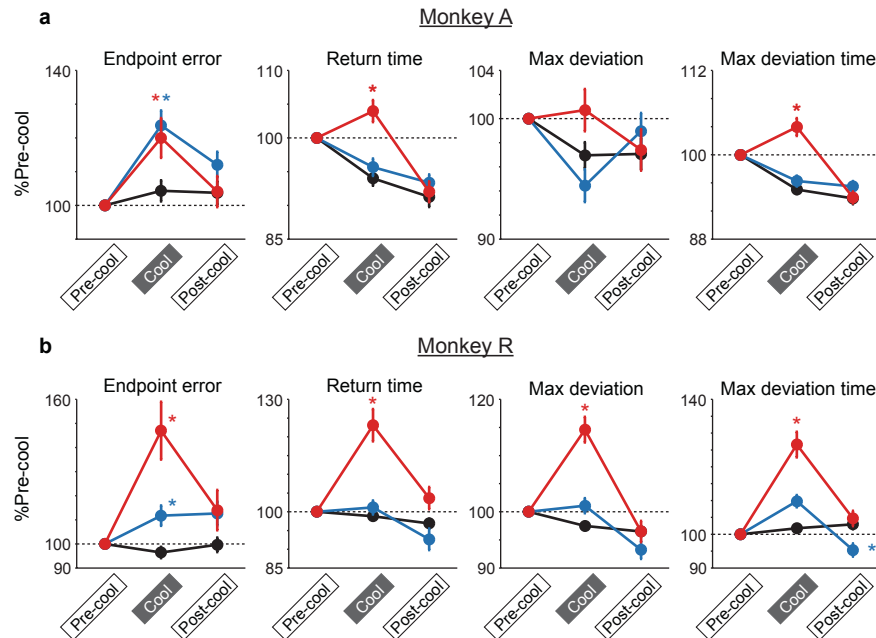 a
Monkey A
Endpoint error
Return time
Max deviation
Max deviation time
%Pre-cool
140
100
110
100
85
104
100
90
112
100
88
* *
*
*
Pre-cool
Cool
Post-cool
Pre-cool
Cool
Post-cool
Pre-cool
Cool
Post-cool
Pre-cool
Cool
Post-cool
b
Monkey R
Endpoint error
Return time
Max deviation
Max deviation time
%Pre-cool
160
100
90
130
100
85
120
100
90
140
100
90
*
*
*
*
*
*
Pre-cool
Cool
Post-cool
Pre-cool
Cool
Post-cool
Pre-cool
Cool
Post-cool
Pre-cool
Cool
Post-cool